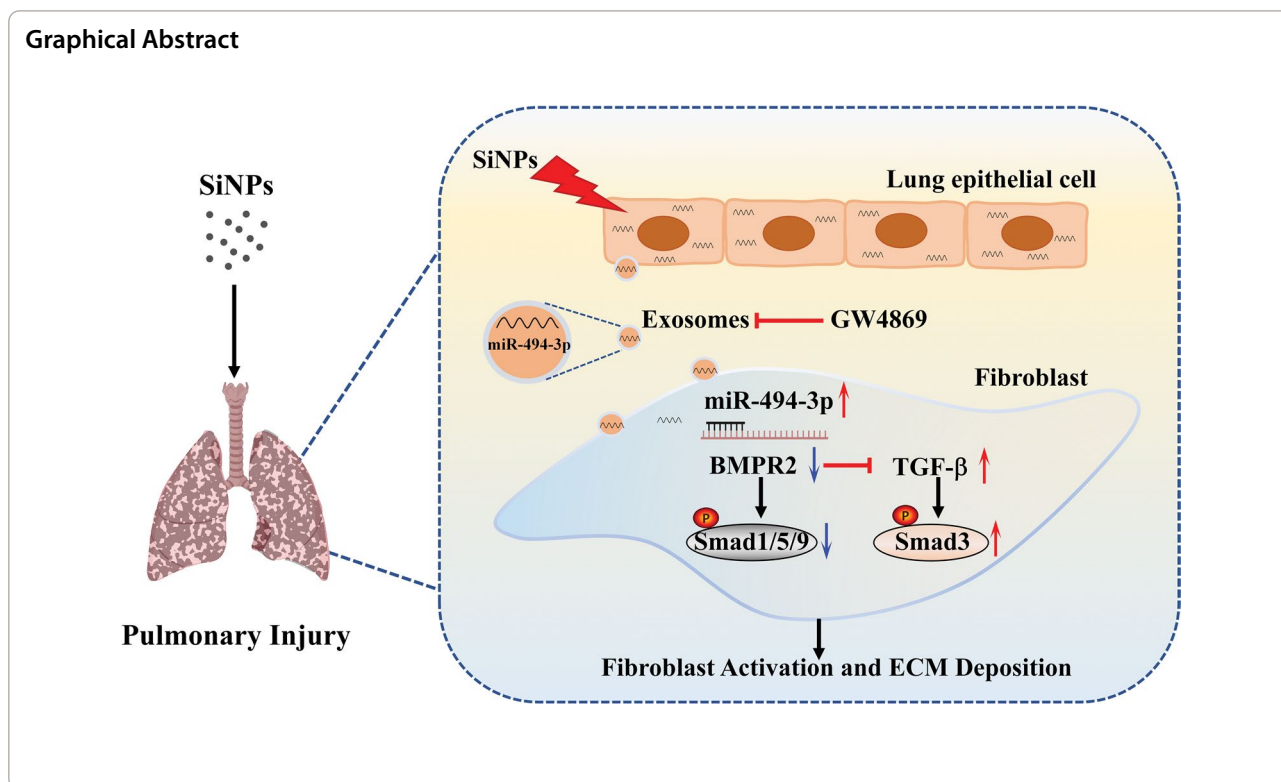 Graphical Abstract
SiNPs
Pulmonary Injury
SiNPs
Lung epithelial cell
miR-494-3p
Exosomes
GW4869
Fibroblast
miR-494-3p
BMPR2
TGF-β
P
Smad1/5/9
P
Smad3
Fibroblast Activation and ECM Deposition